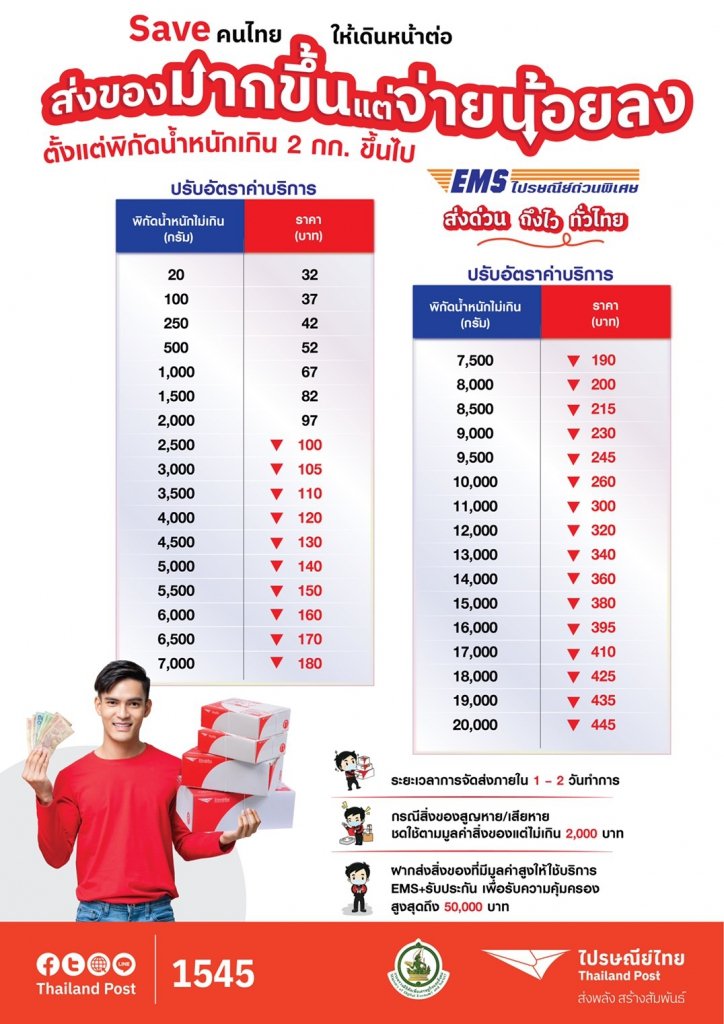 Save คนไทย ให้เดินหน้าต่อ
ส่งของมากขึ้นแต่จ่ายน้อยลง
ตั้งแต่พิกัดน้ำหนักเกิน 2 กก. ขึ้นไป
EMS ไปรษณีย์ด่วนพิเศษ
ส่งด่วน ถึงไว ทั่วไทย
ปรับอัตราค่าบริการ
พิกัดน้ำหนักไม่เกิน (กรัม) ราคา (บาท)
20 32
100 37
250 42
500 52
1,000 67
1,500 82
2,000 97
2,500 ▼ 100
3,000 ▼ 105
3,500 ▼ 110
4,000 ▼ 120
4,500 ▼ 130
5,000 ▼ 140
5,500 ▼ 150
6,000 ▼ 160
6,500 ▼ 170
7,000 ▼ 180
ปรับอัตราค่าบริการ
พิกัดน้ำหนักไม่เกิน (กรัม) ราคา (บาท)
7,500 ▼ 190
8,000 ▼ 200
8,500 ▼ 215
9,000 ▼ 230
9,500 ▼ 245
10,000 ▼ 260
11,000 ▼ 300
12,000 ▼ 320
13,000 ▼ 340
14,000 ▼ 360
15,000 ▼ 380
16,000 ▼ 395
17,000 ▼ 410
18,000 ▼ 425
19,000 ▼ 435
20,000 ▼ 445
ระยะเวลาการจัดส่งภายใน 1 - 2 วันทำการ
กรณีสิ่งของสูญหาย/เสียหาย
ชดใช้ตามมูลค่าสิ่งของแต่ไม่เกิน 2,000 บาท
ฝากส่งสิ่งของที่มีมูลค่าสูงให้ใช้บริการ
EMS+รับประกัน เพื่อรับความคุ้มครอง
สูงสุดถึง 50,000 บาท
LINE
Thailand Post
1545
ไปรษณีย์ไทย
Thailand Post
ส่งพลัง สร้างสัมพันธ์